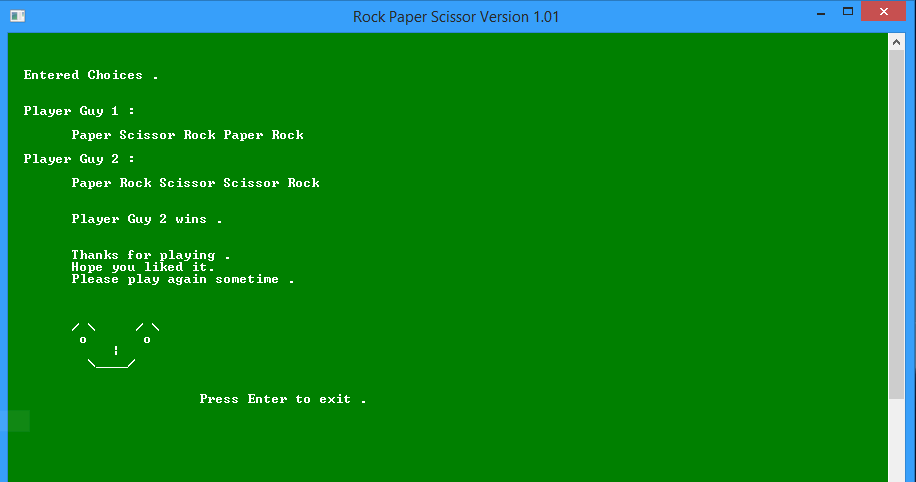 Rock Paper Scissor Version 1.01
Entered Choices .
Player Guy 1 :
Paper Scissor Rock Paper Rock
Player Guy 2 :
Paper Rock Scissor Scissor Rock
Player Guy 2 wins .
Thanks for playing .
Hope you liked it.
Please play again sometime .
/ \ / \
o o
¦
\_____/
Press Enter to exit .